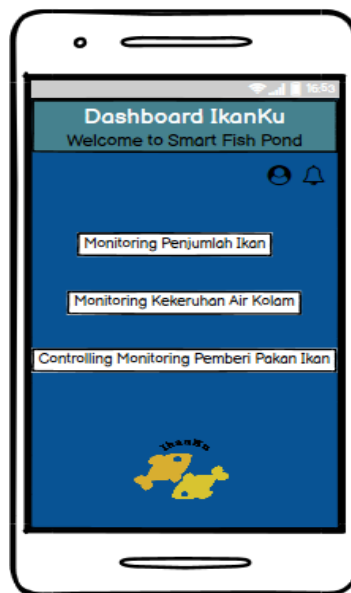 16:53
Dashboard IkanKu
Welcome to Smart Fish Pond
Monitoring Penjumlah Ikan
Monitoring Kekeruhan Air Kolam
Controlling Monitoring Pemberi Pakan Ikan
IkanKu